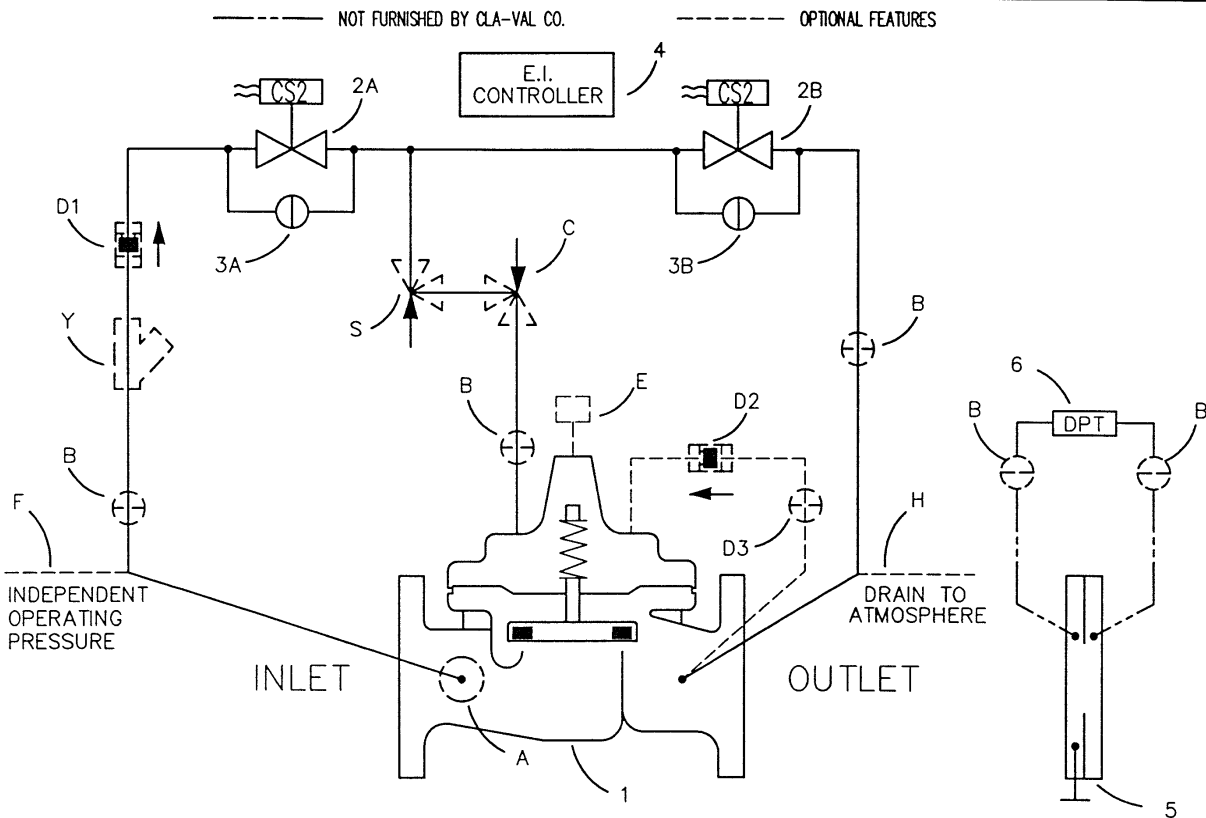 NOT FURNISHED BY CLA-VAL CO.
OPTIONAL FEATURES
4
E.I.
CONTROLLER
CS2
2A
CS2
2B
D1
3A
C
3B
S
Y
B
6
B
DPT
B
E
D2
B
B
F
D3
H
INDEPENDENT
OPERATING
PRESSURE
DRAIN TO
ATMOSPHERE
INLET
OUTLET
A
1
5